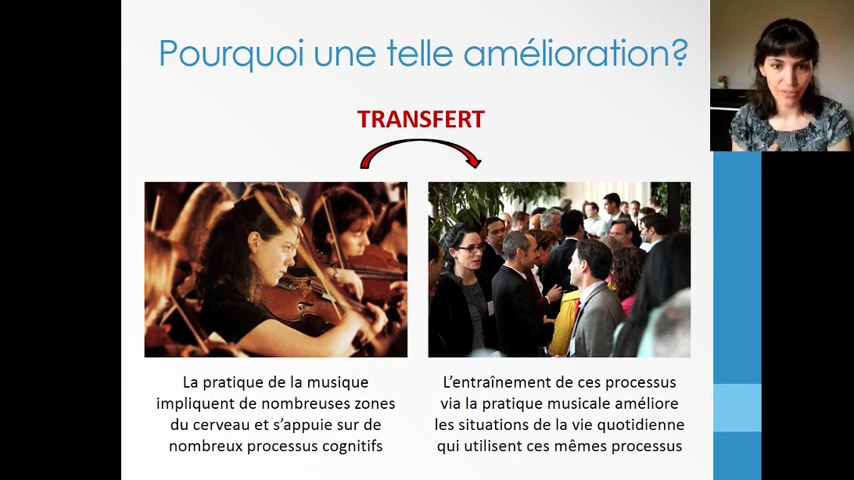 Pourquoi une telle amélioration?
TRANSFERT
La pratique de la musique
impliquent de nombreuses zones
du cerveau et s'appuie sur de
nombreux processus cognitifs
L'entraînement de ces processus
via la pratique musicale améliore
les situations de la vie quotidienne
qui utilisent ces mêmes processus